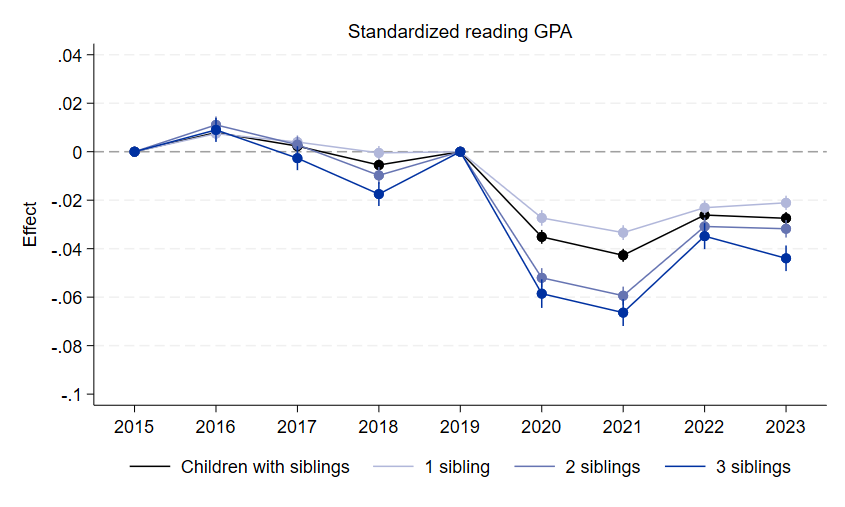 Standardized reading GPA
Effect
.04
.02
0
-.02
-.04
-.06
-.08
-.1
2015 2016 2017 2018 2019 2020 2021 2022 2023
Children with siblings 1 sibling 2 siblings 3 siblings